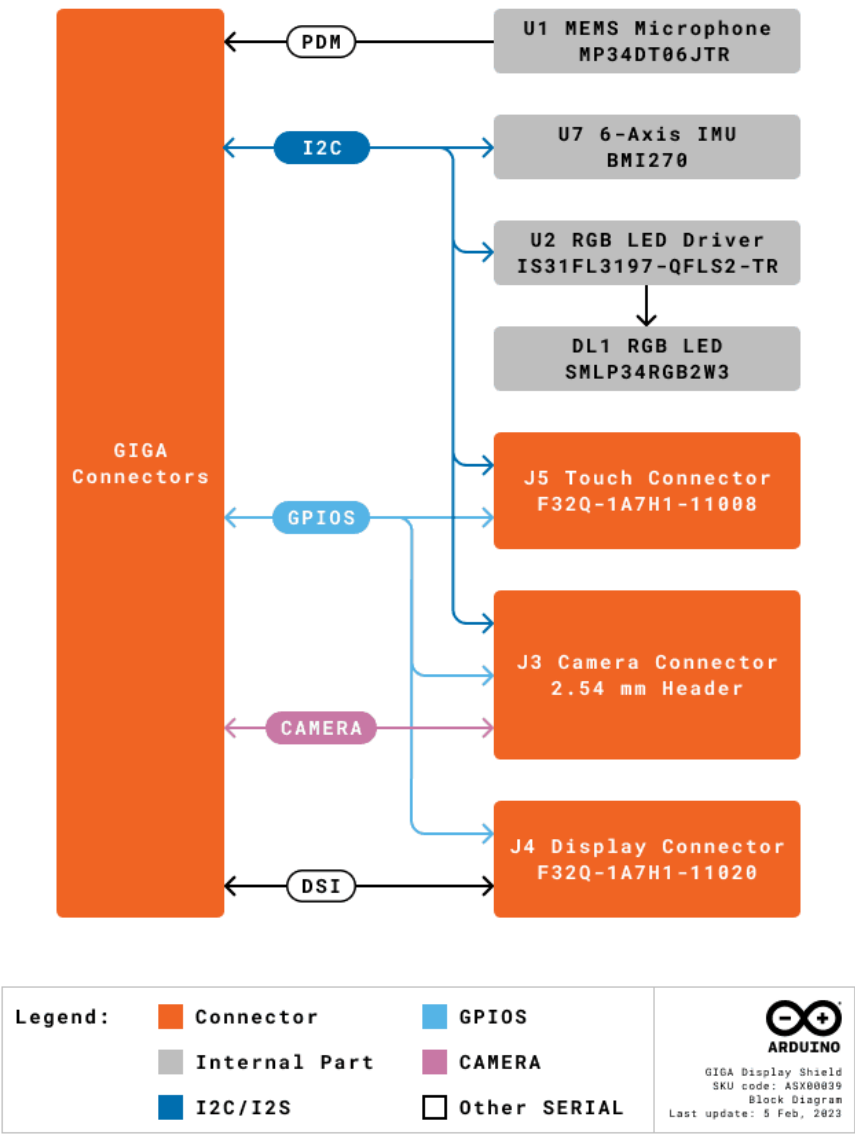 PDM
U1 MEMS Microphone
MP34DT06JTR
I2C
U7 6-Axis IMU
BMI270
U2 RGB LED Driver
IS31FL3197-QFLS2-TR
DL1 RGB LED
SMLP34RGB2W3
GIGA
Connectors
J5 Touch Connector
F32Q-1A7H1-11008
GPIOS
J3 Camera Connector
2.54 mm Header
CAMERA
J4 Display Connector
F32Q-1A7H1-11020
DSI
Legend:
Connector
GPIOS
Internal Part
CAMERA
I2C/I2S
Other SERIAL
ARDUINO
GIGA Display Shield
SKU code: ASX00039
Block Diagram
Last update: 5 Feb, 2023